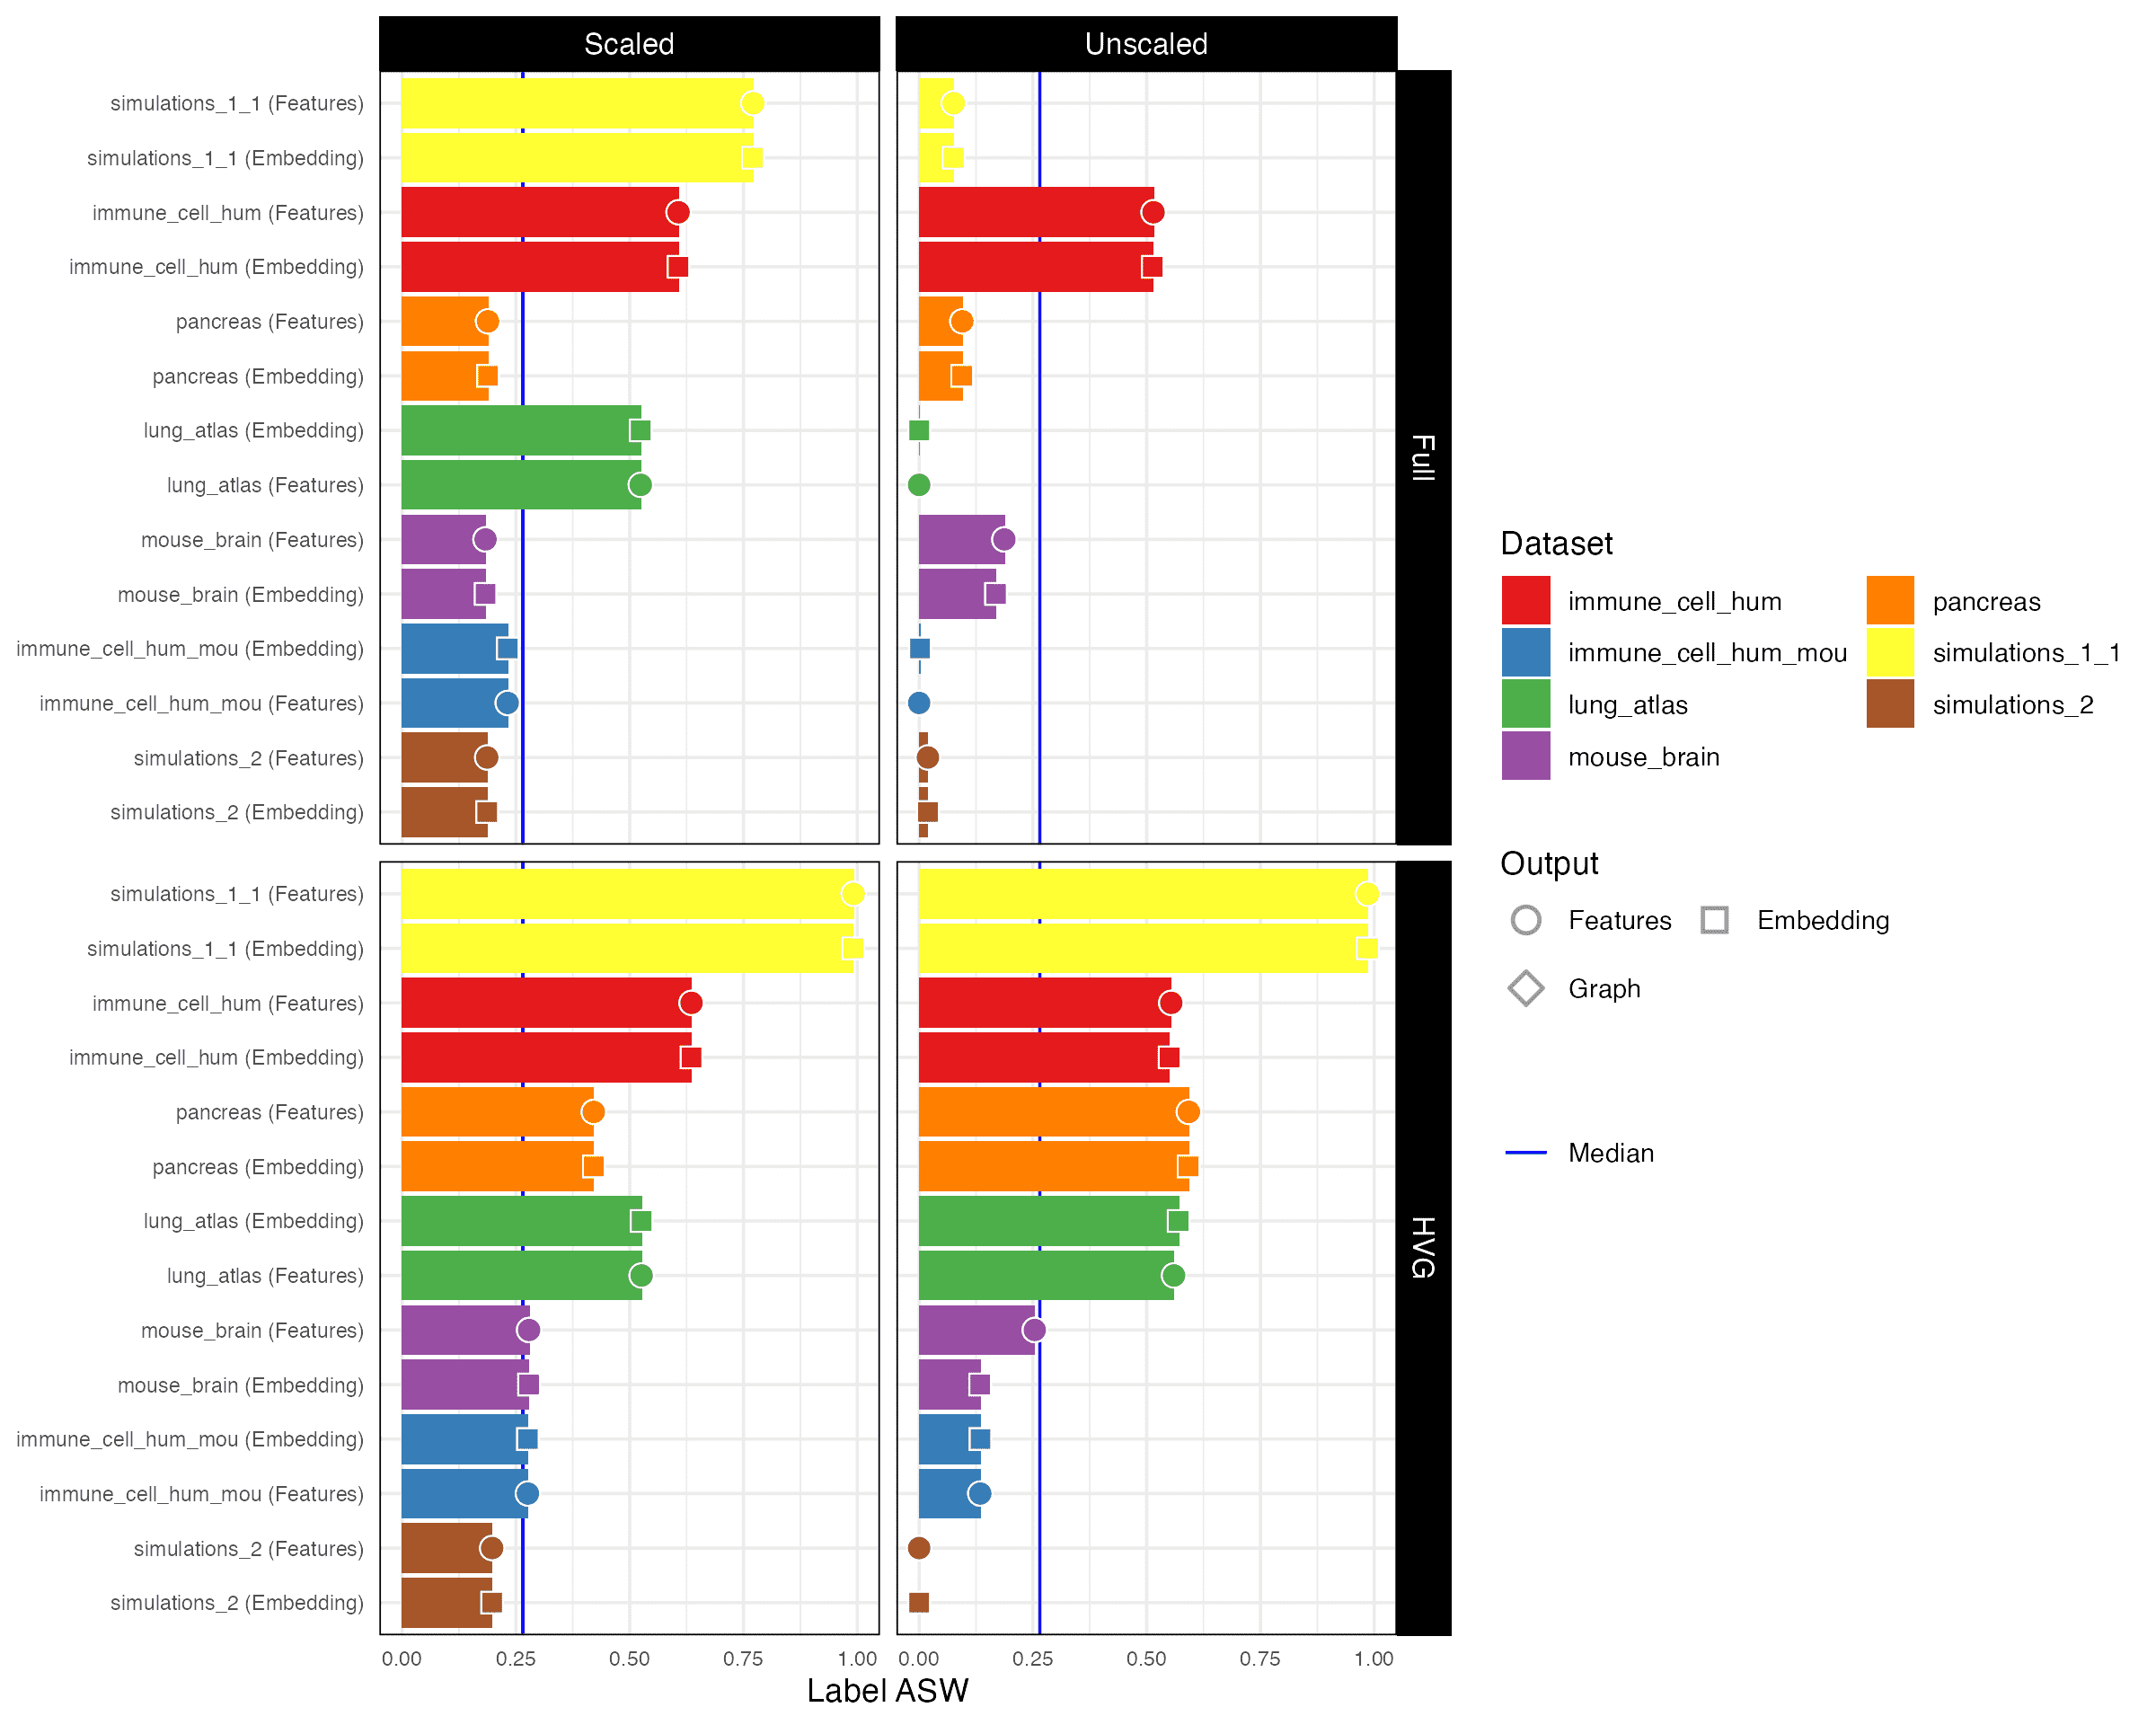 Scaled Unscaled
simulations_1_1 (Features)
simulations_1_1 (Embedding)
immune_cell_hum (Features)
immune_cell_hum (Embedding)
pancreas (Features)
pancreas (Embedding)
lung_atlas (Embedding)
lung_atlas (Features)
mouse_brain (Features)
mouse_brain (Embedding)
immune_cell_hum_mou (Embedding)
immune_cell_hum_mou (Features)
simulations_2 (Features)
simulations_2 (Embedding)
Full
simulations_1_1 (Features)
simulations_1_1 (Embedding)
immune_cell_hum (Features)
immune_cell_hum (Embedding)
pancreas (Features)
pancreas (Embedding)
lung_atlas (Embedding)
lung_atlas (Features)
mouse_brain (Features)
mouse_brain (Embedding)
immune_cell_hum_mou (Embedding)
immune_cell_hum_mou (Features)
simulations_2 (Features)
simulations_2 (Embedding)
HVG
0.00 0.25 0.50 0.75 1.00 0.00 0.25 0.50 0.75 1.00
Label ASW
Dataset
immune_cell_hum pancreas
immune_cell_hum_mou simulations_1_1
lung_atlas simulations_2
mouse_brain
Output
Features Embedding
Graph
Median